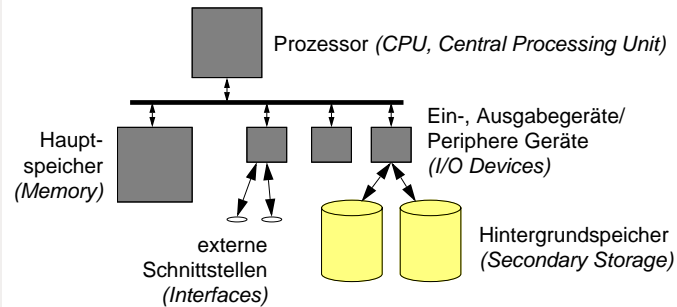 Prozessor (CPU, Central Processing Unit)
Haupt-
speicher
(Memory)
Ein-, Ausgabegeräte/
Periphere Geräte
(I/O Devices)
externe
Schnittstellen
(Interfaces)
Hintergrundspeicher
(Secondary Storage)